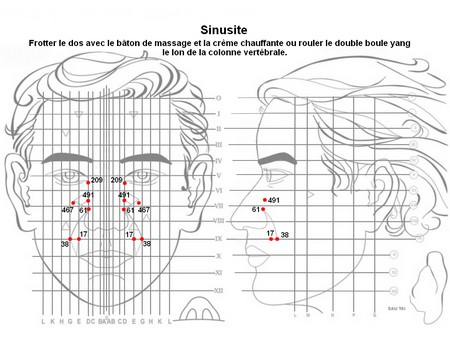 Sinusite
Frotter le dos avec le bâton de massage et la crème chauffante ou rouler le double boule yang
le lon de la colonne vertébrale.
O
I
II
III
IV
V
VI
VII
VIII
IX
X
XI
XII
209 209
491 491
467 61 61 467
17 17
38 38
491
61
17 38
L K H G E D C B A A B C D E G H K L
L M N P G